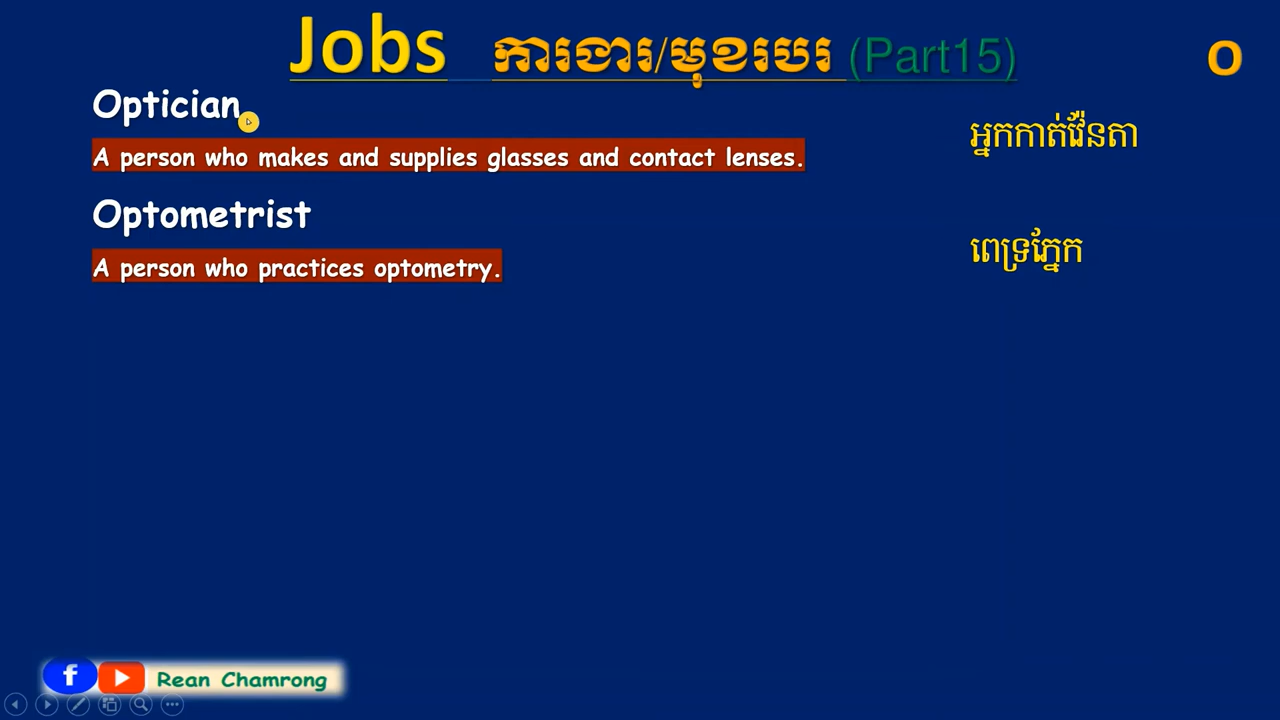 Jobs ការងារ/មុខរបរ (Part15) O
Optician
អ្នកកាត់វ៉ែនតា
A person who makes and supplies glasses and contact lenses.
Optometrist
ពេទ្រភ្នែក
A person who practices optometry.
Rean Chamrong